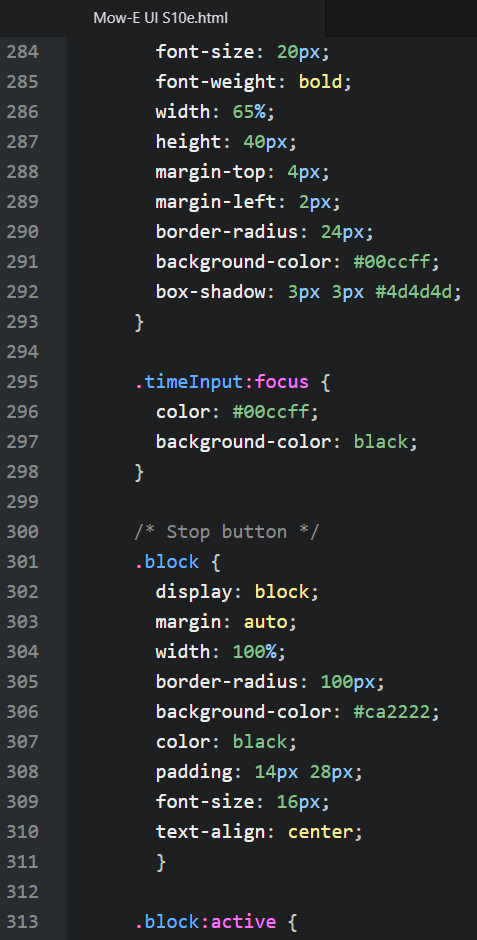 Mow-E UI S10e.html
284 font-size: 20px;
285 font-weight: bold;
286 width: 65%;
287 height: 40px;
288 margin-top: 4px;
289 margin-left: 2px;
290 border-radius: 24px;
291 background-color: #00ccff;
292 box-shadow: 3px 3px #4d4d4d;
293 }
294
295 .timeInput:focus {
296 color: #00ccff;
297 background-color: black;
298 }
299
300 /* Stop button */
301 .block {
302 display: block;
303 margin: auto;
304 width: 100%;
305 border-radius: 100px;
306 background-color: #ca2222;
307 color: black;
308 padding: 14px 28px;
309 font-size: 16px;
310 text-align: center;
311 }
312
313 .block:active {